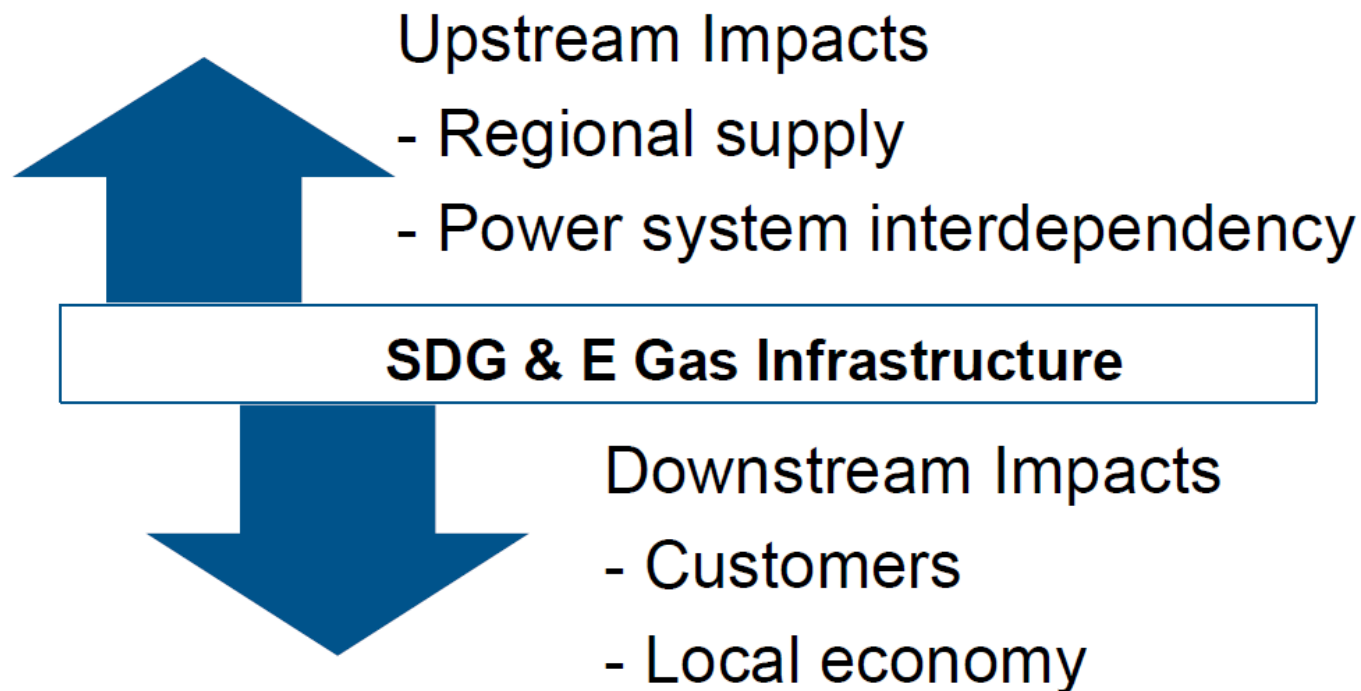 Upstream Impacts
- Regional supply
- Power system interdependency
SDG & E Gas Infrastructure
Downstream Impacts
- Customers
- Local economy